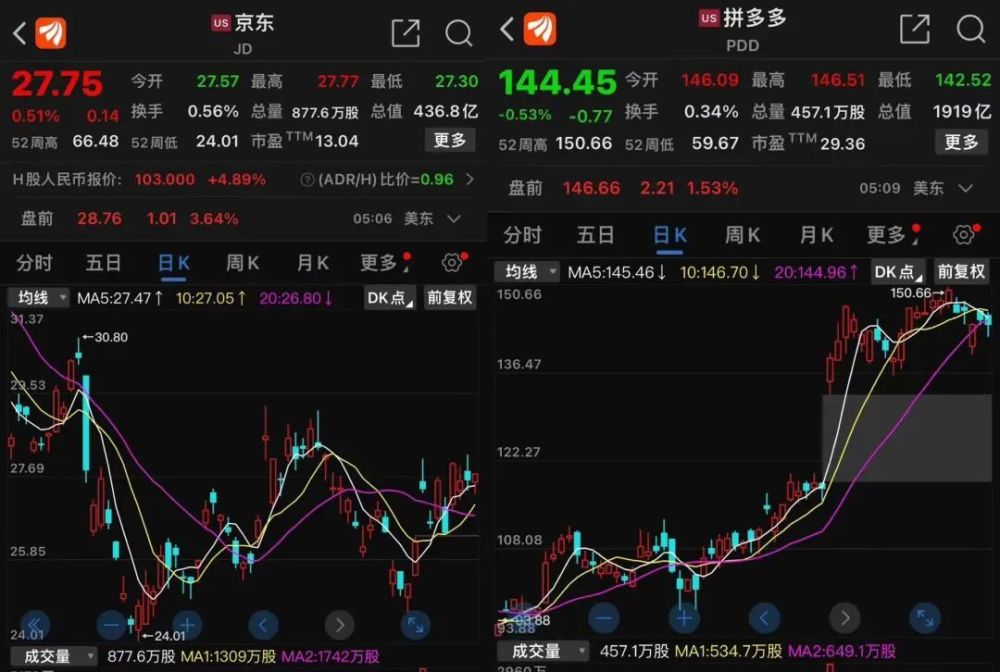 US 京东
JD
27.75 今开 27.57 最高 27.77 最低 27.30
0.51% 0.14 换手 0.56% 总量 877.6万股 总值 436.8亿
52周高 66.48 52周低 24.01 市盈TTM 13.04 更多
H股人民币报价: 103.000 +4.89% ? (ADR/H)比价=0.96
盘前 28.76 1.01 3.64% 05:06 美东
分时 五日 日K 周K 月K 更多
均线 MA5:27.47↑ 10:27.05↑ 20:26.80↓ DK点 前复权
31.37
←30.80
29.53
27.69
25.85
24.01
←24.01
成交量 877.6万股 MA1:1309万股 MA2:1742万股
US 拼多多
PDD
144.45 今开 146.09 最高 146.51 最低 142.52
-0.53% -0.77 换手 0.34% 总量 457.1万股 总值 1919亿
52周高 150.66 52周低 59.67 市盈TTM 29.36 更多
盘前 146.66 2.21 1.53% 05:09 美东
分时 五日 日K 周K 月K 更多
均线 MA5:145.46↓ 10:146.70↓ 20:144.96↑ DK点 前复权
150.66
150.66→
136.47
122.27
108.08
←93.88
93.88
成交量 457.1万股 MA1:534.7万股 MA2:649.1万股
2960万